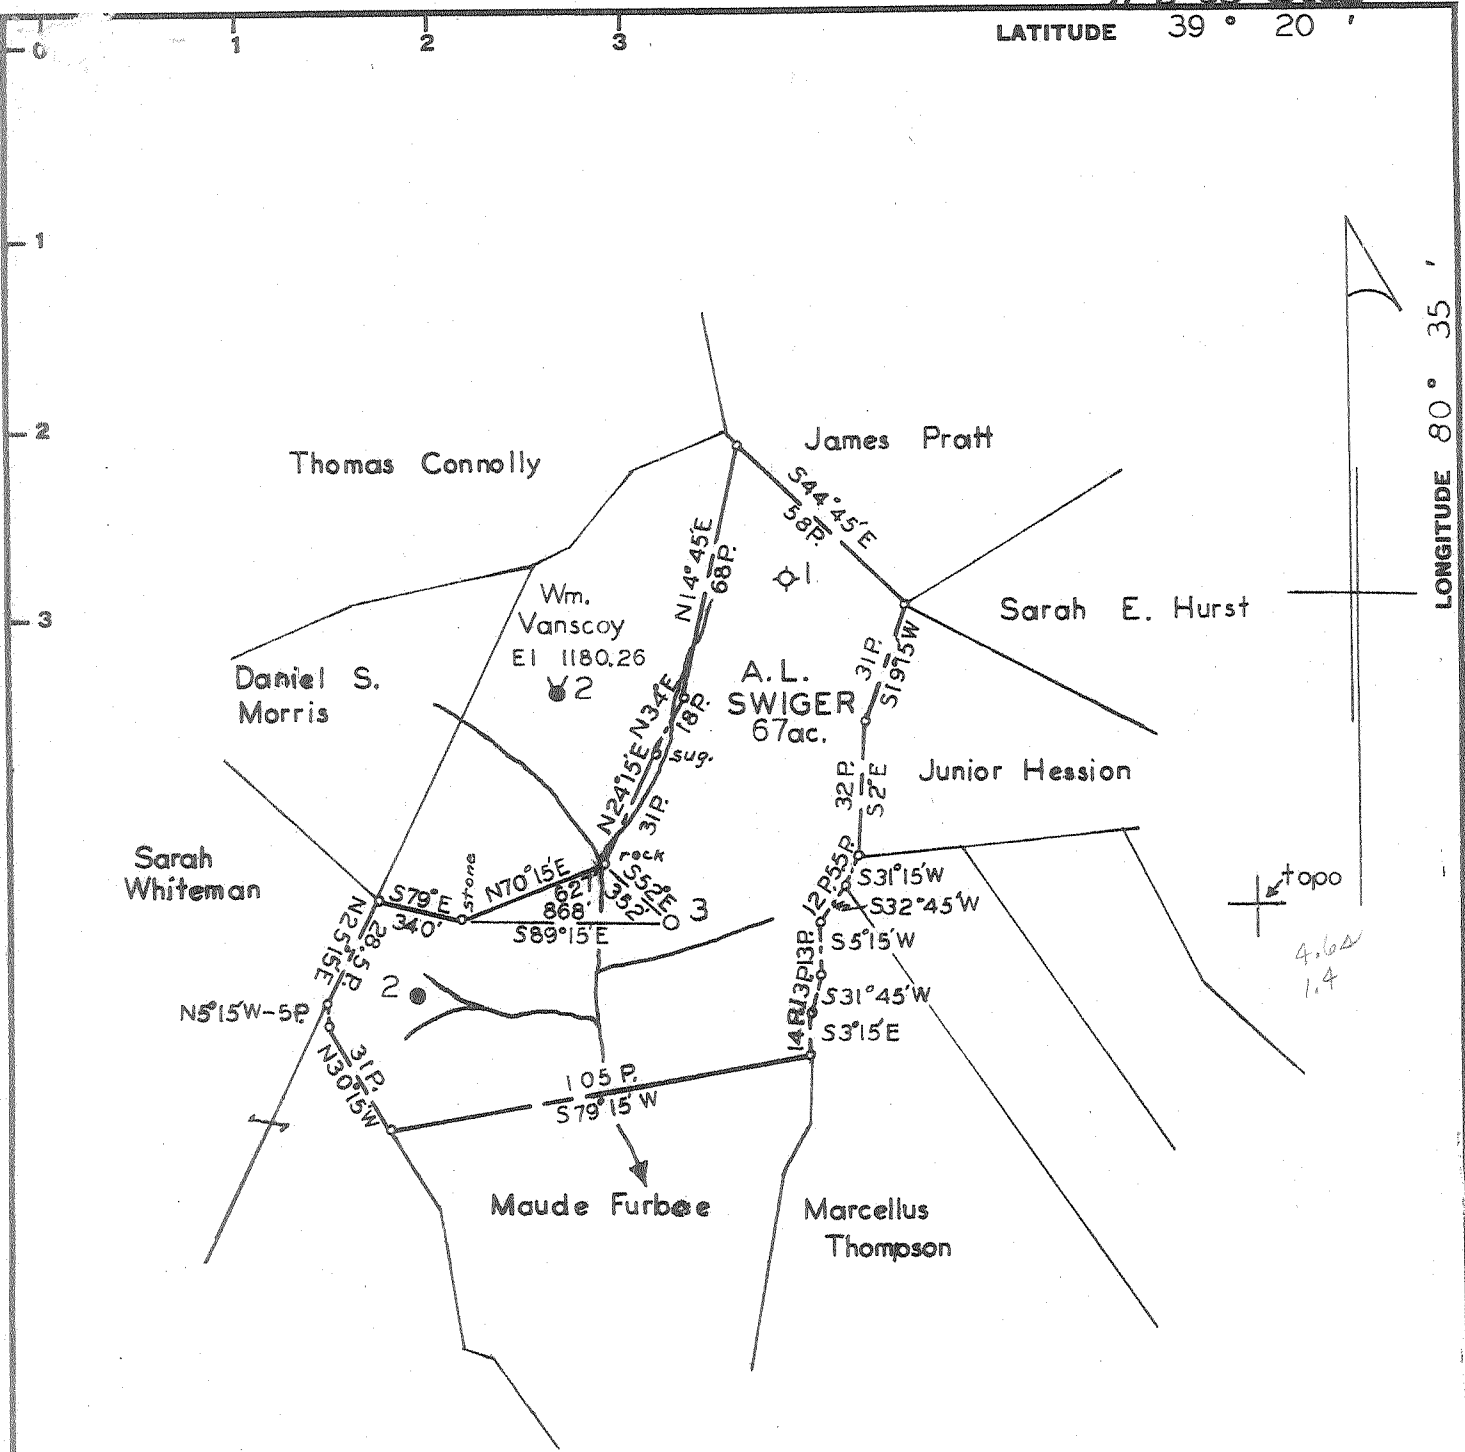 LATITUDE 39 ° 20 '
0
1
2
3
1
2
3
LONGITUDE 80° 35 '
Thomas Connolly
James Pratt
S44°45'E
58P.
N14°45'E
68P.
1
Wm.
Vanscoy
El 1180.26
2
Sarah E. Hurst
Daniel S.
Morris
A.L.
SWIGER
67ac.
31P.
S19°15'W
N34°E
18P.
sug.
N24°15'E
31P.
Junior Hession
32P.
S2°E
Sarah
Whiteman
stone
rock
N70°15'E
627'
S52°E
352'
S79°E
340'
868'
S89°15'E
3
55P.
S31°15'W
12P.
S32°45'W
topo
4.6s
1.4
N25°15'E
28.5P.
13P.
S5°15'W
2
N5°15'W-5P.
13P.
S31°45'W
14P.
S3°15'E
31P.
N30°15'W
105 P.
S79°15'W
Maude Furbee
Marcellus
Thompson